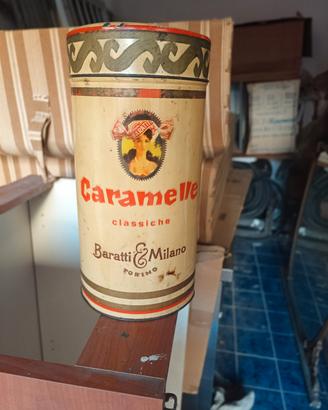 Caramelle
classiche
Baratti & Milano
TORINO